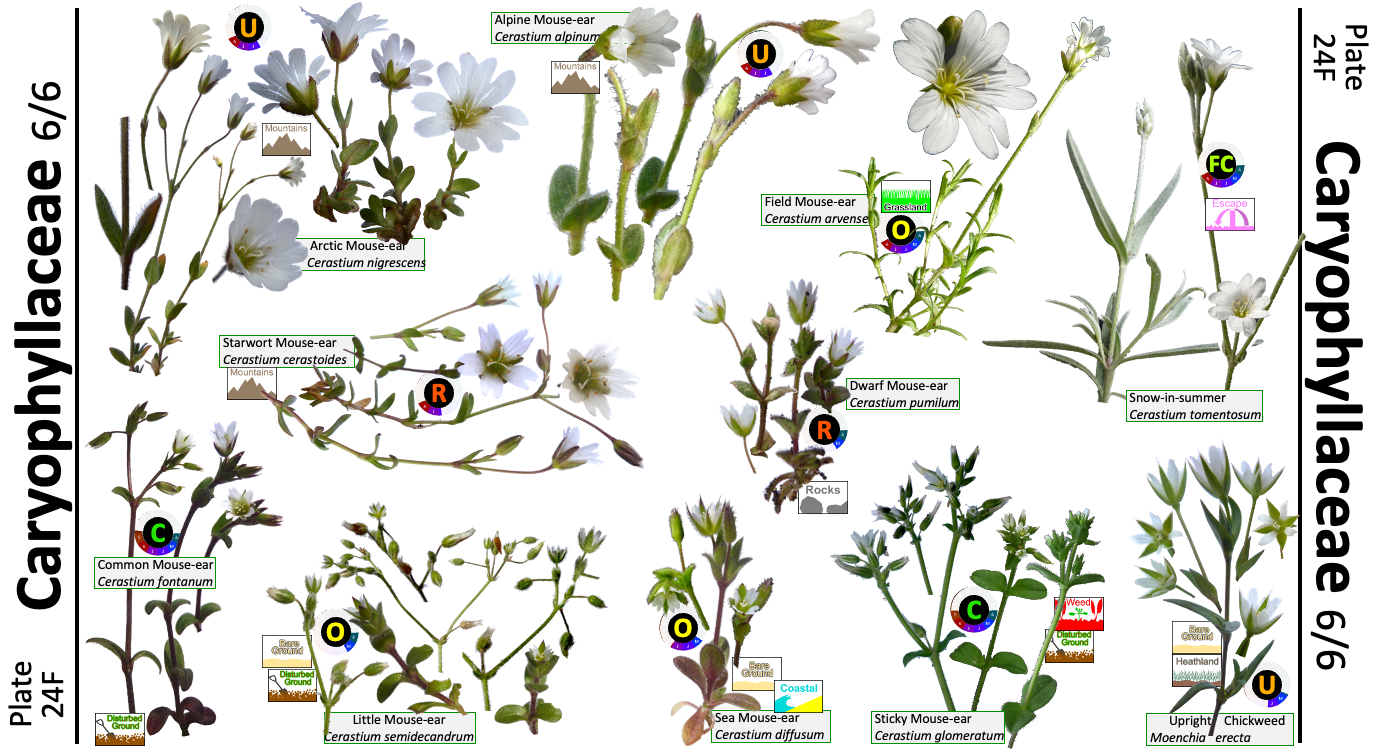 Caryophyllaceae 6/6
Plate
24F
U
Mountains
Arctic Mouse-ear
Cerastium nigrescens
Alpine Mouse-ear
Cerastium alpinum
Mountains
U
Field Mouse-ear
Cerastium arvense
Grassland
O
FC
Escape
Snow-in-summer
Cerastium tomentosum
Starwort Mouse-ear
Cerastium cerastoides
Mountains
R
Dwarf Mouse-ear
Cerastium pumilum
R
Rocks
C
Common Mouse-ear
Cerastium fontanum
Disturbed
Ground
O
Bare
Ground
Disturbed
Ground
Little Mouse-ear
Cerastium semidecandrum
O
Bare
Ground
Coastal
Sea Mouse-ear
Cerastium diffusum
C
Weed
Disturbed
Ground
Sticky Mouse-ear
Cerastium glomeratum
Bare
Ground
Heathland
U
Upright Chickweed
Moenchia erecta
Plate
24F
Caryophyllaceae 6/6